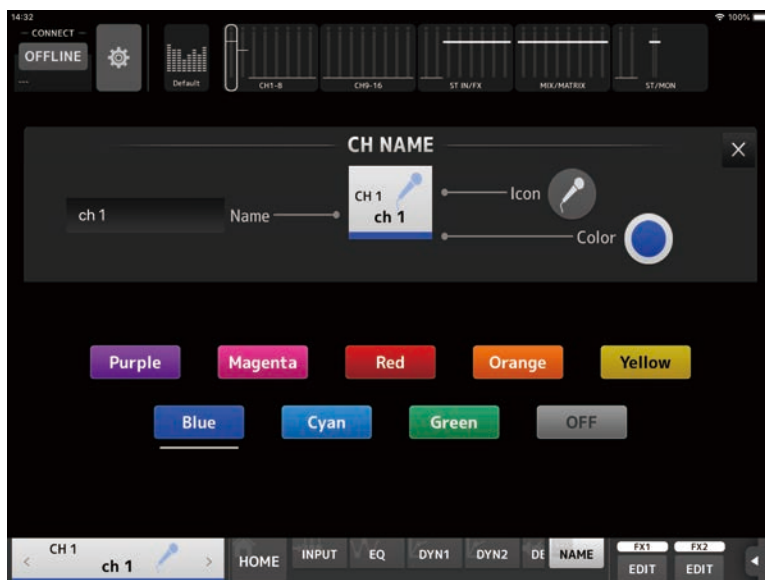 14:32
100%
CONNECT
OFFLINE
---
Default
CH1-8
CH9-16
ST IN/FX
MIX/MATRIX
ST/MON
CH NAME
ch 1
Name
CH 1
ch 1
Icon
Color
Purple
Magenta
Red
Orange
Yellow
Blue
Cyan
Green
OFF
CH 1
ch 1
HOME
INPUT
EQ
DYN1
DYN2
DE
NAME
FX1
EDIT
FX2
EDIT